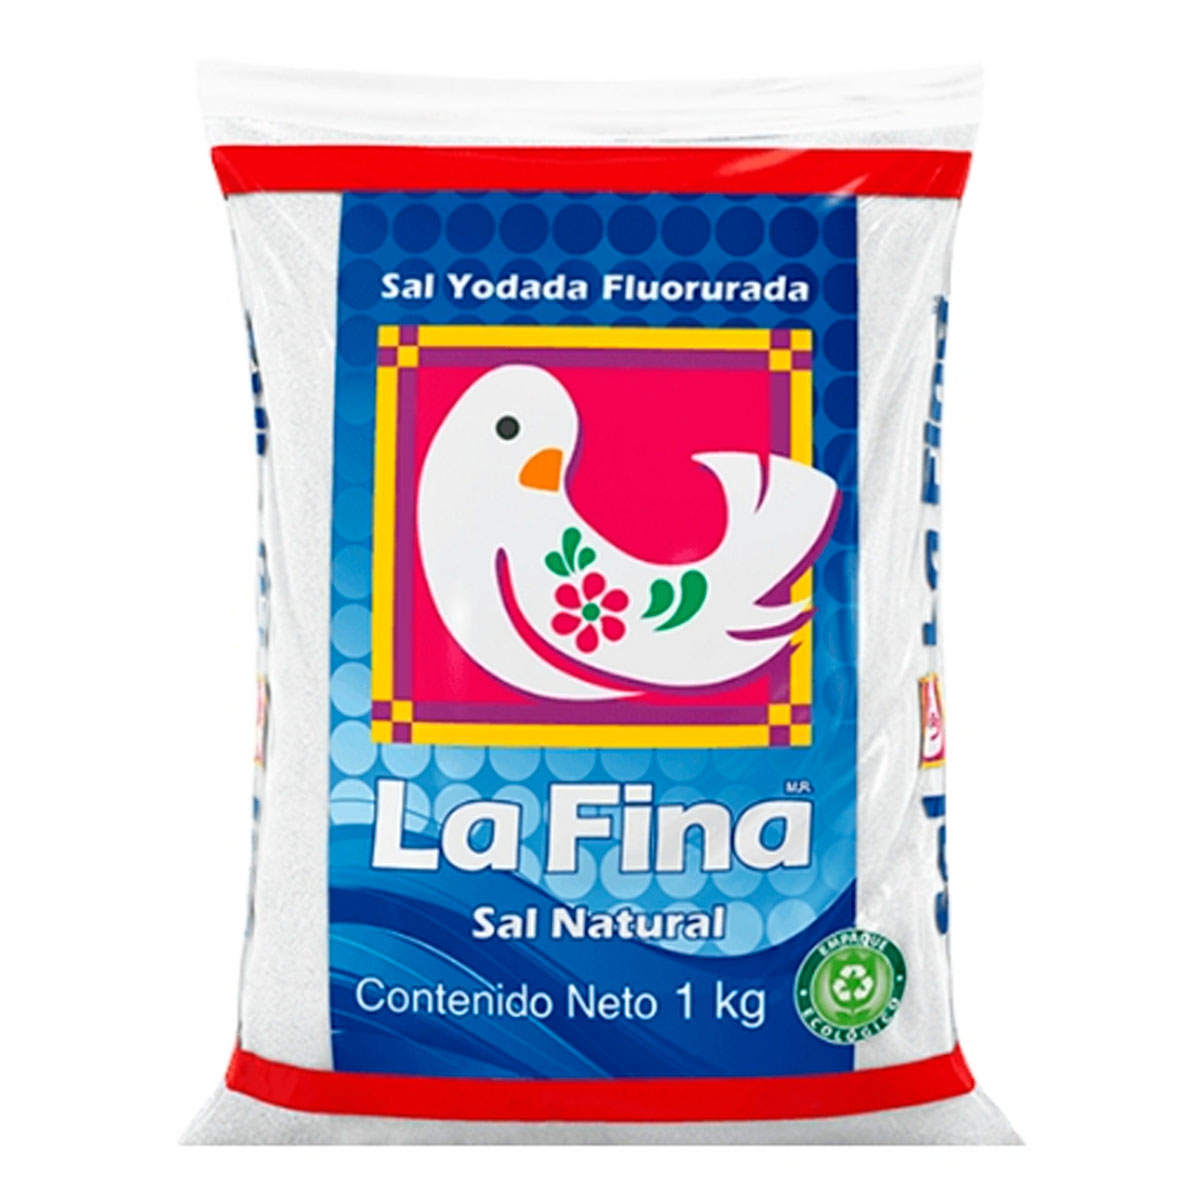 Sal Yodada Fluorurada
La Fina M.R.
Sal Natural
Contenido Neto 1 kg
EMPAQUE
ECOLÓGICO
sal La Fina